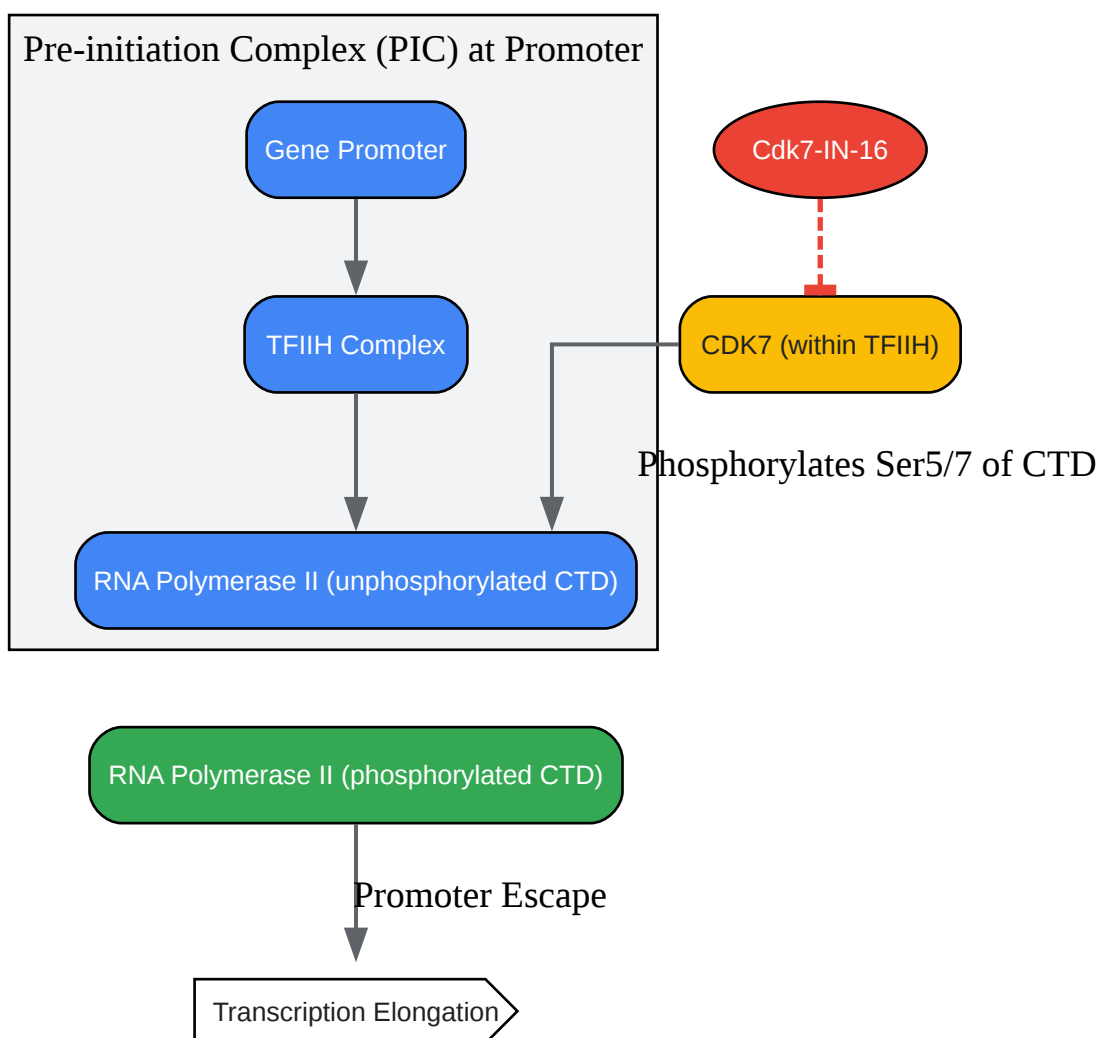 Pre-initiation Complex (PIC) at Promoter
Gene Promoter
Cdk7-IN-16
TFIIH Complex
CDK7 (within TFIIH)
Phosphorylates Ser5/7 of CTD
RNA Polymerase II (unphosphorylated CTD)
RNA Polymerase II (phosphorylated CTD)
Promoter Escape
Transcription Elongation